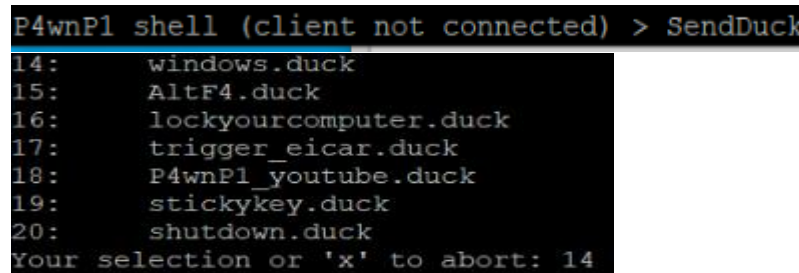 P4wnP1 shell (client not connected) > SendDuck
14: windows.duck
15: AltF4.duck
16: lockyourcomputer.duck
17: trigger_eicar.duck
18: P4wnP1_youtube.duck
19: stickykey.duck
20: shutdown.duck
Your selection or 'x' to abort: 14